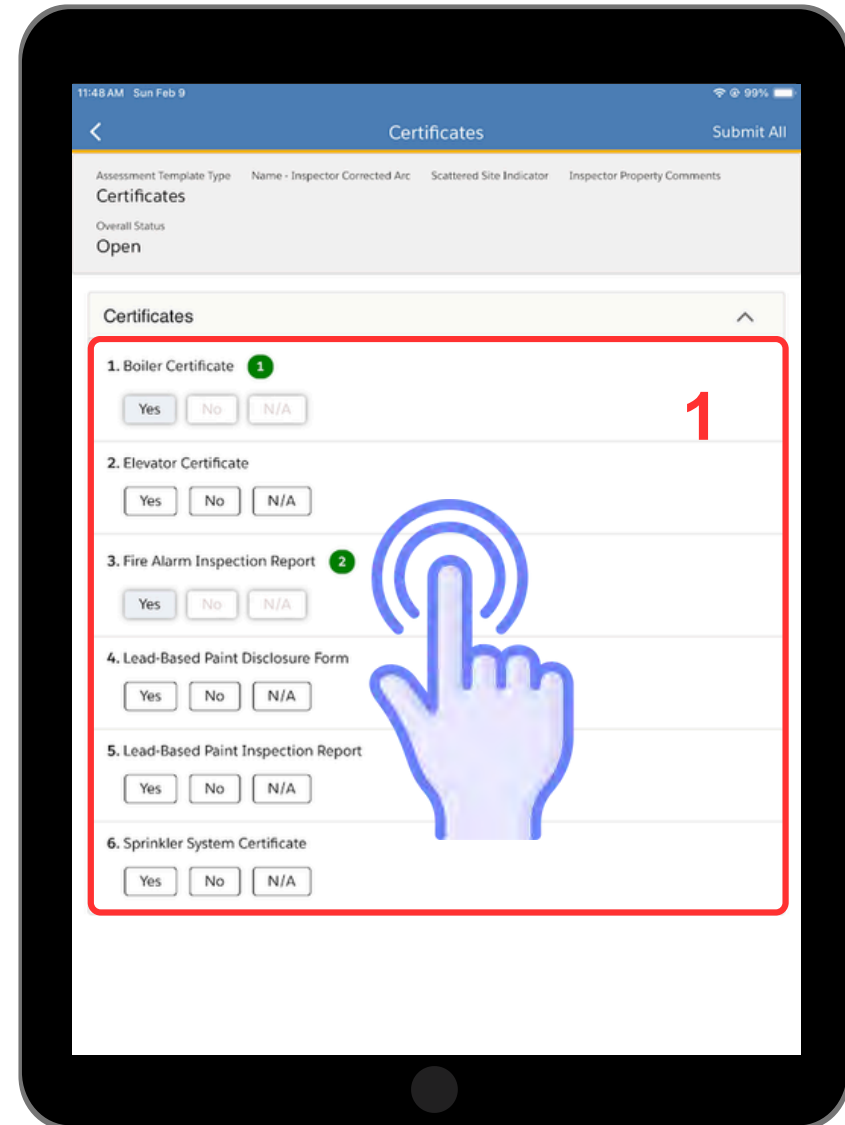 11:48 AM Sun Feb 9 99%
Certificates Submit All
Assessment Template Type Name - Inspector Corrected Arc Scattered Site Indicator Inspector Property Comments
Certificates
Overall Status
Open
Certificates
1. Boiler Certificate 1
Yes No N/A
1
2. Elevator Certificate
Yes No N/A
3. Fire Alarm Inspection Report 2
Yes No N/A
4. Lead-Based Paint Disclosure Form
Yes No N/A
5. Lead-Based Paint Inspection Report
Yes No N/A
6. Sprinkler System Certificate
Yes No N/A